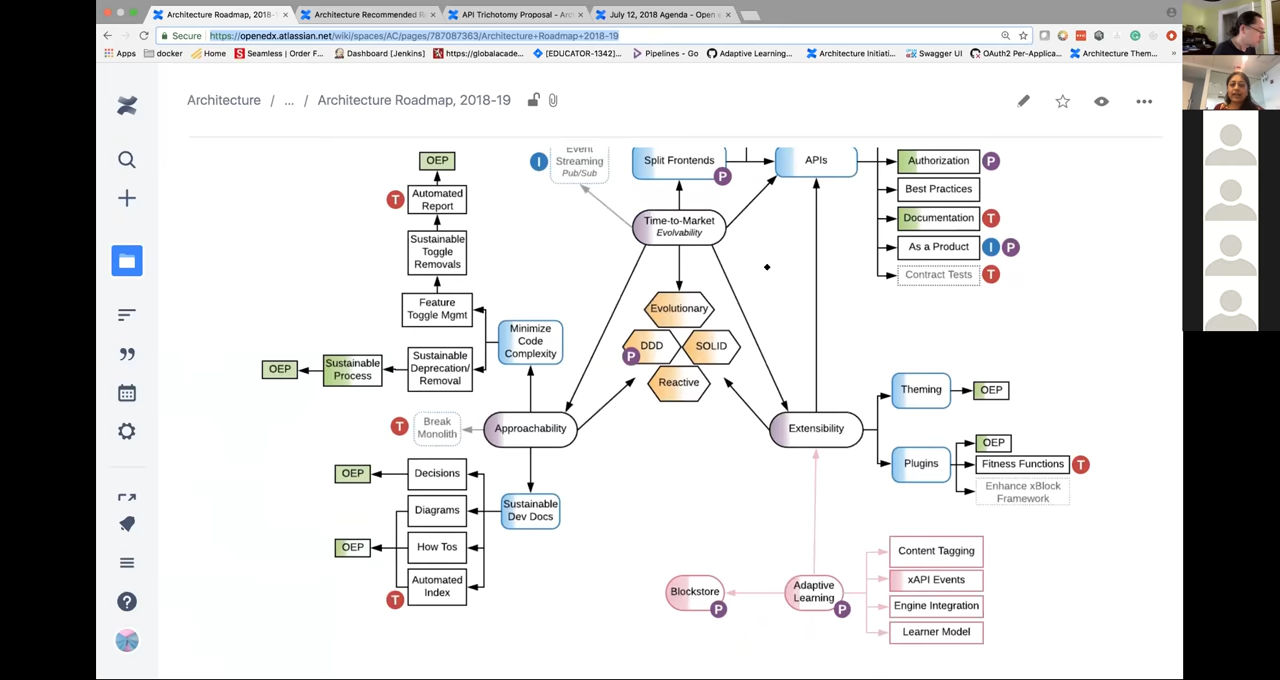 Architecture Roadmap, 2018-
Architecture Recommended R
API Trichotomy Proposal - Arc
July 12, 2018 Agenda - Open e
Secure
https://openedx.atlassian.net/wiki/spaces/AC/pages/787087363/Architecture+Roadmap+2018-19
Apps
docker
Home
Seamless | Order F...
Dashboard [Jenkins]
https://globalacade...
[EDUCATOR-1342]...
Pipelines - Go
Adaptive Learning...
Architecture Initiati...
Swagger UI
OAuth2 Per-Applica...
Architecture Them...
»
Architecture / ... / Architecture Roadmap, 2018-19
OEP
T
Automated
Report
Sustainable
Toggle
Removals
Feature
Toggle Mgmt
Minimize
Code
Complexity
OEP
Sustainable
Process
Sustainable
Deprecation/
Removal
T
Break
Monolith
Approachability
OEP
Decisions
Diagrams
Sustainable
Dev Docs
OEP
How Tos
Automated
Index
T
I
Event
Streaming
Pub/Sub
Split Frontends
P
APIs
Time-to-Market
Evolvability
Evolutionary
DDD
P
SOLID
Reactive
Authorization
P
Best Practices
Documentation
T
As a Product
I
P
Contract Tests
T
Extensibility
Theming
OEP
Plugins
OEP
Fitness Functions
T
Enhance xBlock
Framework
Blockstore
P
Adaptive
Learning
P
Content Tagging
xAPI Events
Engine Integration
Learner Model